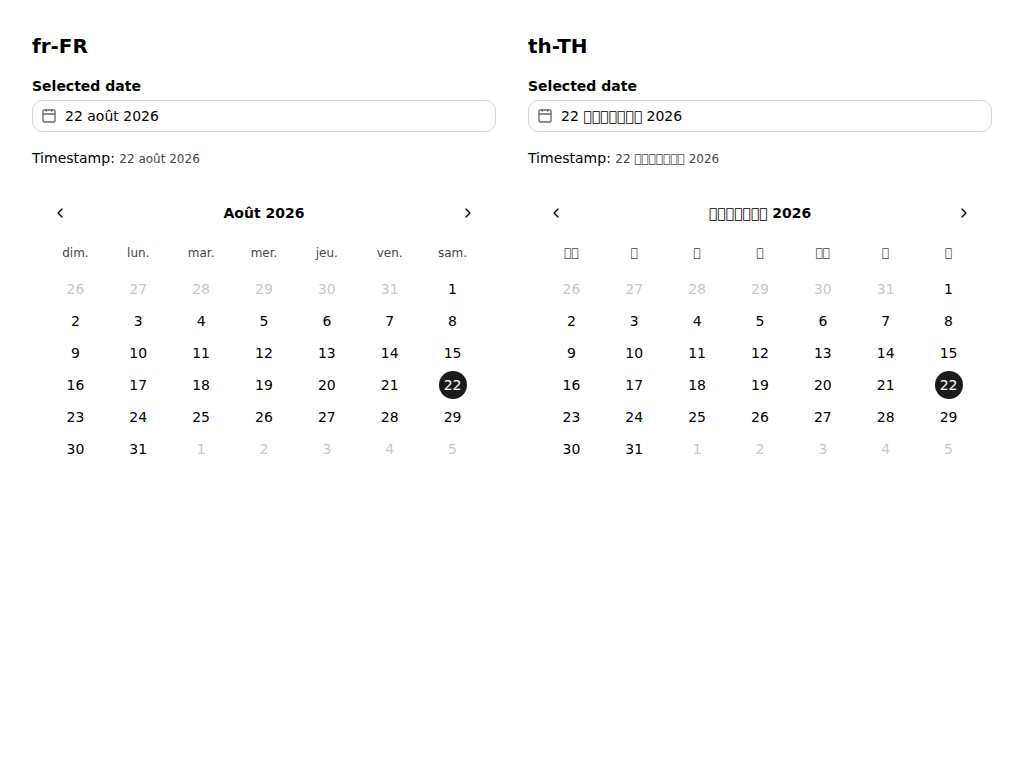 fr-FR
Selected date
22 août 2026
Timestamp: 22 août 2026
Août 2026
dim. lun. mar. mer. jeu. ven. sam.
26 27 28 29 30 31 1
2 3 4 5 6 7 8
9 10 11 12 13 14 15
16 17 18 19 20 21 22
23 24 25 26 27 28 29
30 31 1 2 3 4 5
th-TH
Selected date
22 2026
Timestamp: 22 2026
2026
26 27 28 29 30 31 1
2 3 4 5 6 7 8
9 10 11 12 13 14 15
16 17 18 19 20 21 22
23 24 25 26 27 28 29
30 31 1 2 3 4 5